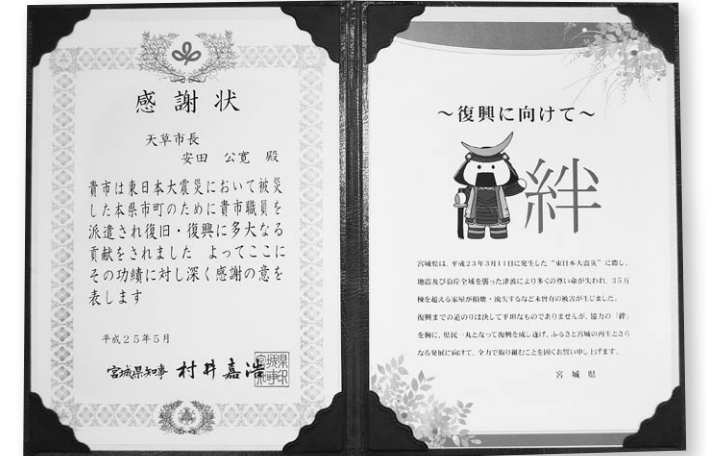 感謝状
天草市長
安田 公寛 殿
貴市は東日本大震災において被災
した本県市町のために貴市職員を
派遣され復旧・復興に多大なる
貢献をされました よってここに
その功績に対し深く感謝の意を
表します
平成25年5月
宮城県知事 村井嘉浩
～復興に向けて～
絆
宮城県は、平成23年3月11日に発生した“東日本大震災”に際し、
地震及び沿岸全域を襲った津波により多くの尊い命が失われ、35万
棟を超える家屋が損壊・流失するなど未曾有の被害が生じました。
復興までの道のりは決して平坦なものでありませんが、協力の「絆」
を胸に、県民一丸となって復興を成し遂げ、ふるさと宮城の再生とさら
なる発展に向けて、全力で取り組むことを固くお誓い申し上げます。
宮城県